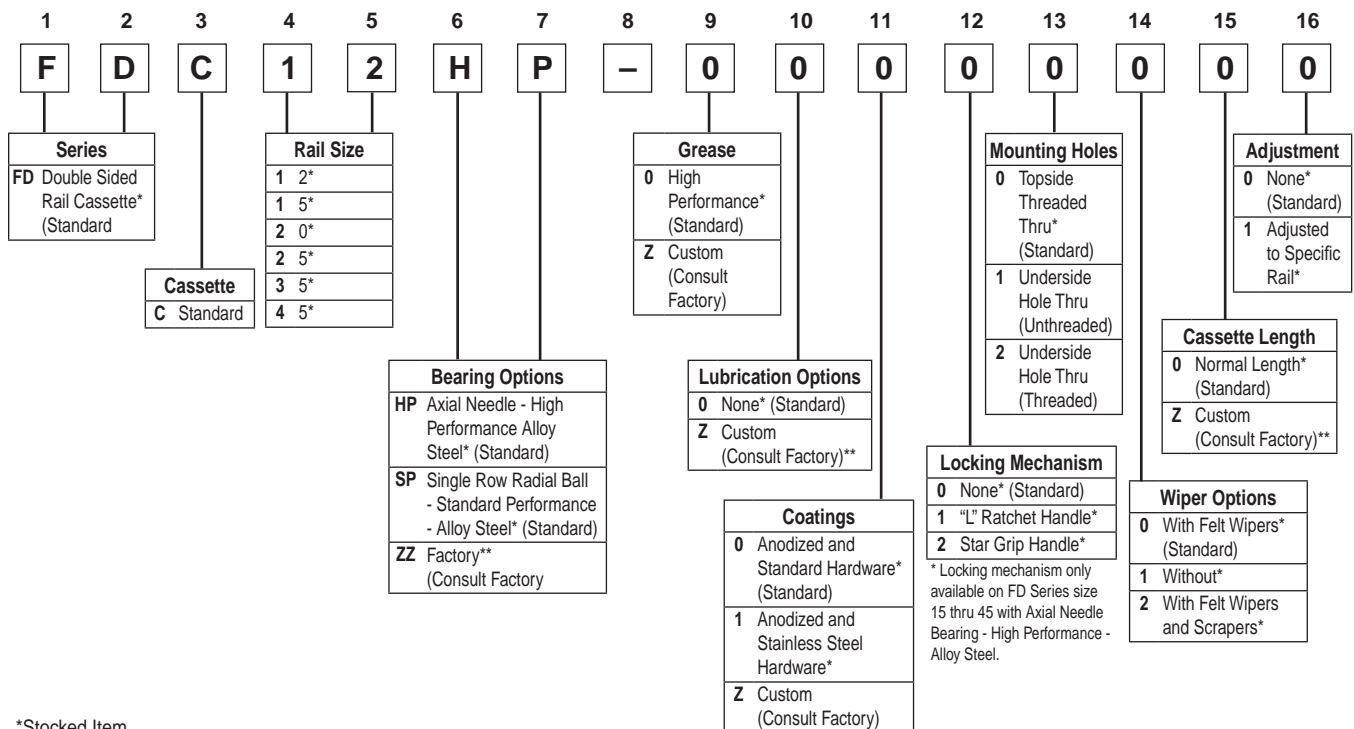 1 2 3 4 5 6 7 8 9 10 11 12 13 14 15 16
F D C 1 2 H P – 0 0 0 0 0 0 0 0
Series
FD Double Sided
Rail Cassette*
(Standard
Cassette
C Standard
Rail Size
1 2*
1 5*
2 0*
2 5*
3 5*
4 5*
Bearing Options
HP Axial Needle - High
Performance Alloy
Steel* (Standard)
SP Single Row Radial Ball
- Standard Performance
- Alloy Steel* (Standard)
ZZ Factory**
(Consult Factory
Grease
0 High
Performance*
(Standard)
Z Custom
(Consult
Factory)
Lubrication Options
0 None* (Standard)
Z Custom
(Consult Factory)**
Coatings
0 Anodized and
Standard Hardware*
(Standard)
1 Anodized and
Stainless Steel
Hardware*
Z Custom
(Consult Factory)
Locking Mechanism
0 None* (Standard)
1 “L” Ratchet Handle*
2 Star Grip Handle*
* Locking mechanism only
available on FD Series size
15 thru 45 with Axial Needle
Bearing - High Performance -
Alloy Steel.
Mounting Holes
0 Topside
Threaded
Thru*
(Standard)
1 Underside
Hole Thru
(Unthreaded)
2 Underside
Hole Thru
(Threaded)
Wiper Options
0 With Felt Wipers*
(Standard)
1 Without*
2 With Felt Wipers
and Scrapers*
Cassette Length
0 Normal Length*
(Standard)
Z Custom
(Consult Factory)**
Adjustment
0 None*
(Standard)
1 Adjusted
to Specific
Rail*
*Stocked Item